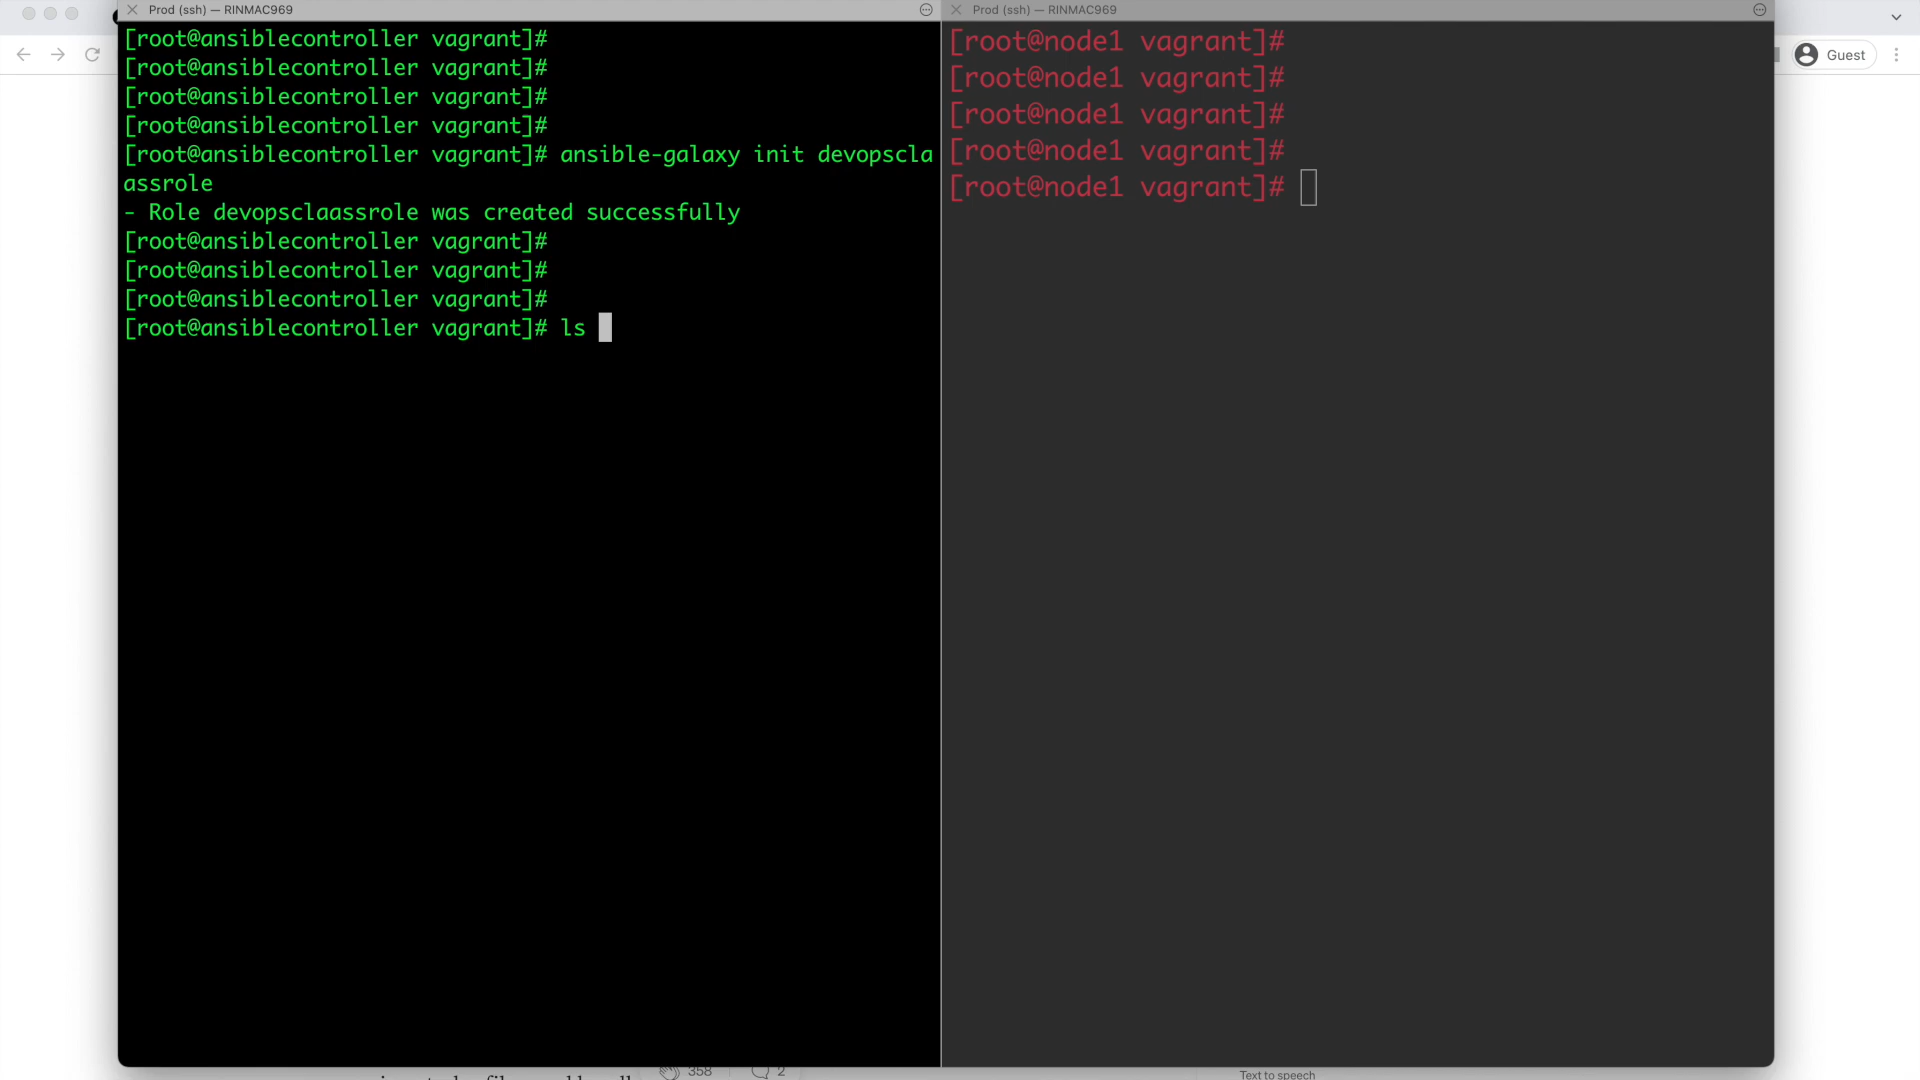 Prod (ssh) — RINMAC969
[root@ansiblecontroller vagrant]#
[root@ansiblecontroller vagrant]#
[root@ansiblecontroller vagrant]#
[root@ansiblecontroller vagrant]#
[root@ansiblecontroller vagrant]# ansible-galaxy init devopscla
assrole
- Role devopsclaassrole was created successfully
[root@ansiblecontroller vagrant]#
[root@ansiblecontroller vagrant]#
[root@ansiblecontroller vagrant]#
[root@ansiblecontroller vagrant]# ls
Prod (ssh) — RINMAC969
[root@node1 vagrant]#
[root@node1 vagrant]#
[root@node1 vagrant]#
[root@node1 vagrant]#
[root@node1 vagrant]#
Guest
358
2
Text to speech